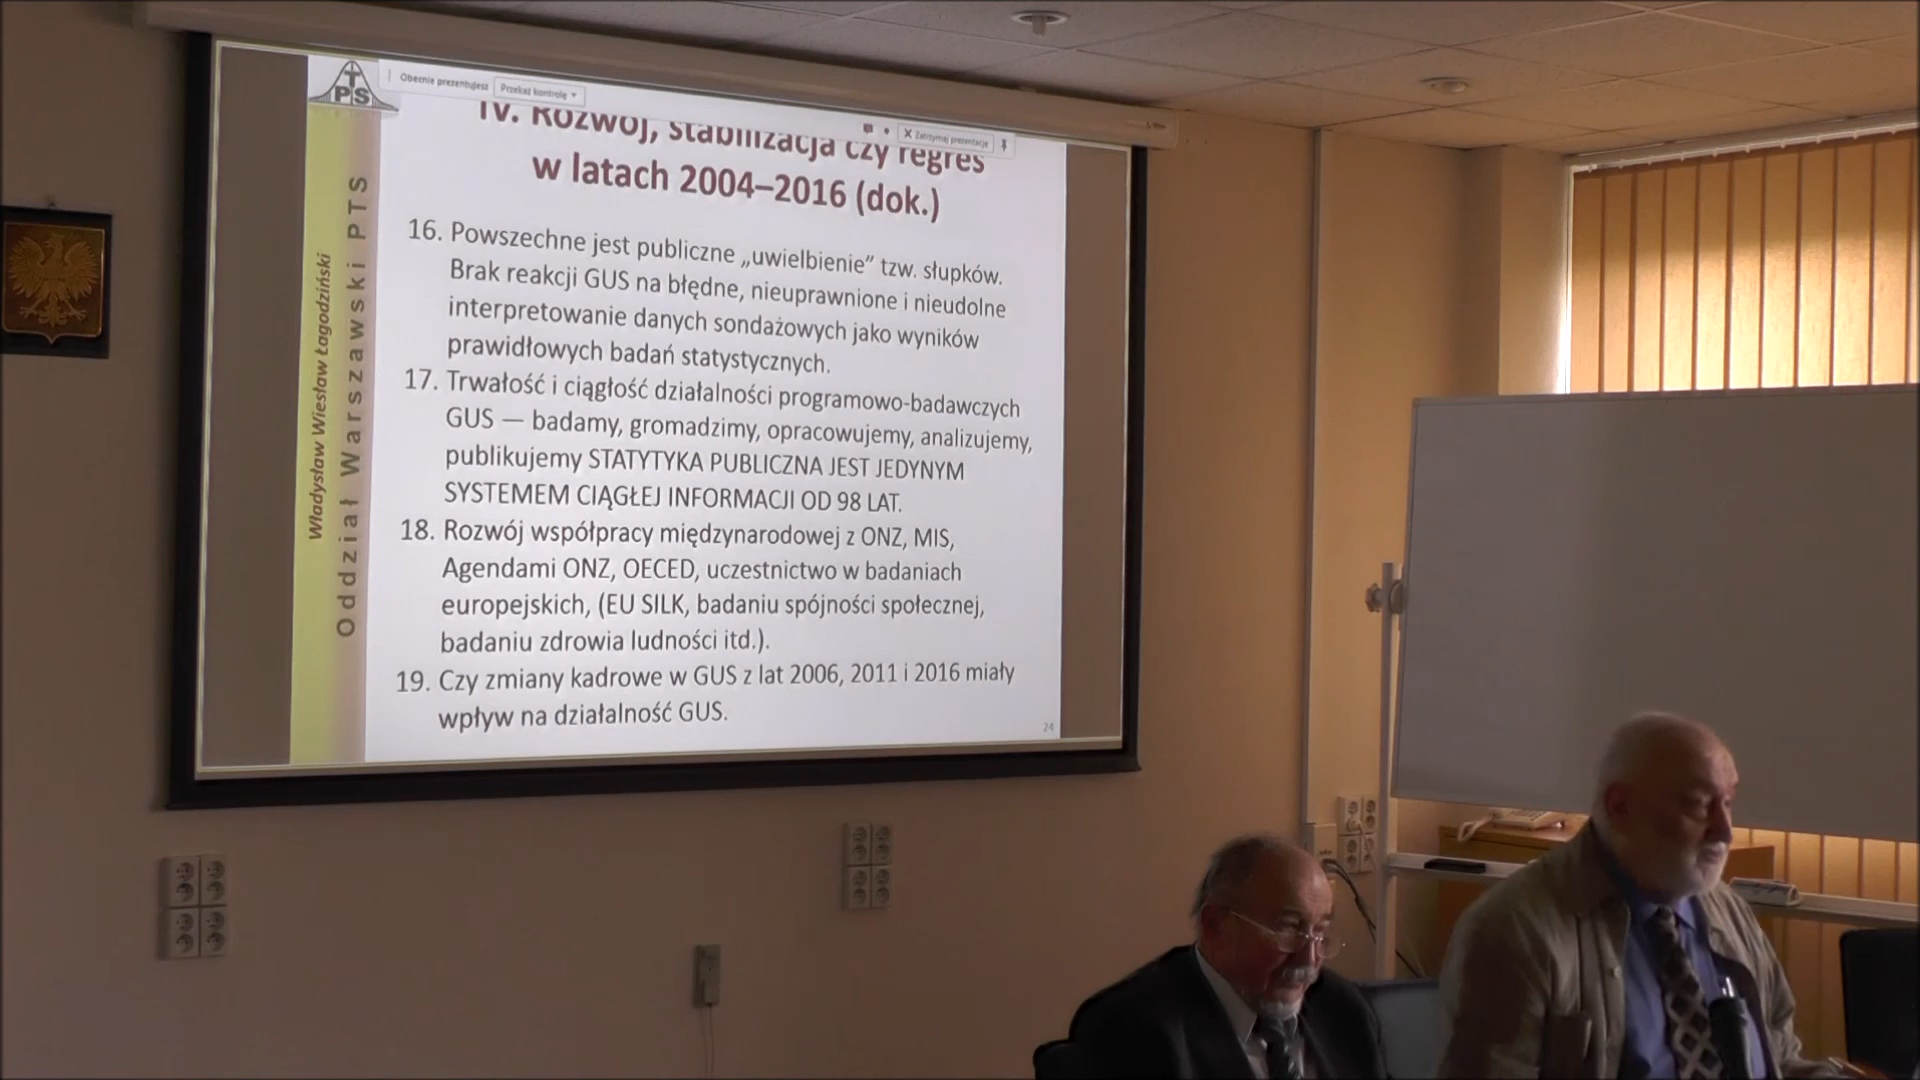 TPS
Obecnie prezentujesz
Przekaż kontrolę
Zatrzymaj prezentację
IV. Rozwój, stabilizacja czy regres
w latach 2004–2016 (dok.)
16. Powszechne jest publiczne „uwielbienie” tzw. słupków.
Brak reakcji GUS na błędne, nieuprawnione i nieudolne
interpretowanie danych sondażowych jako wyników
prawidłowych badań statystycznych.
17. Trwałość i ciągłość działalności programowo-badawczych
GUS — badamy, gromadzimy, opracowujemy, analizujemy,
publikujemy STATYTYKA PUBLICZNA JEST JEDYNYM
SYSTEMEM CIĄGŁEJ INFORMACJI OD 98 LAT.
18. Rozwój współpracy międzynarodowej z ONZ, MIS,
Agendami ONZ, OECED, uczestnictwo w badaniach
europejskich, (EU SILK, badaniu spójności społecznej,
badaniu zdrowia ludności itd.).
19. Czy zmiany kadrowe w GUS z lat 2006, 2011 i 2016 miały
wpływ na działalność GUS.
24
Władysław Wiesław Łagodziński
Oddział Warszawski PTS